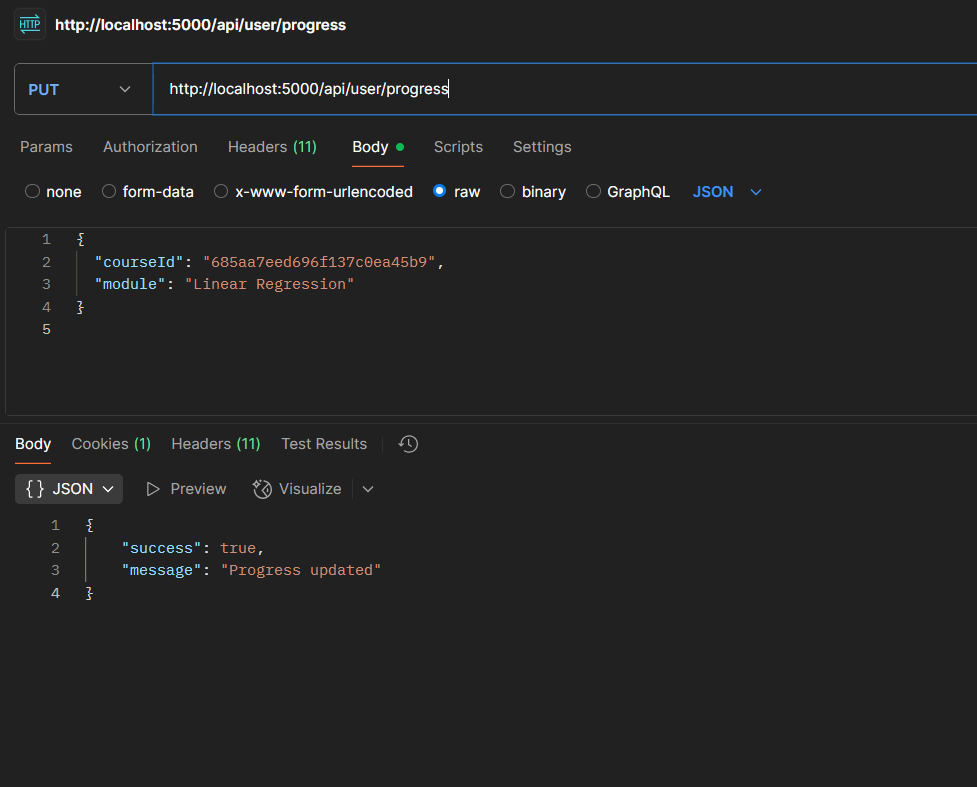 HTTP http://localhost:5000/api/user/progress
PUT http://localhost:5000/api/user/progress
Params Authorization Headers (11) Body Scripts Settings
none form-data x-www-form-urlencoded raw binary GraphQL JSON
1 {
2 "courseId": "685aa7eed696f137c0ea45b9",
3 "module": "Linear Regression"
4 }
5
Body Cookies (1) Headers (11) Test Results
{} JSON Preview Visualize
1 {
2 "success": true,
3 "message": "Progress updated"
4 }